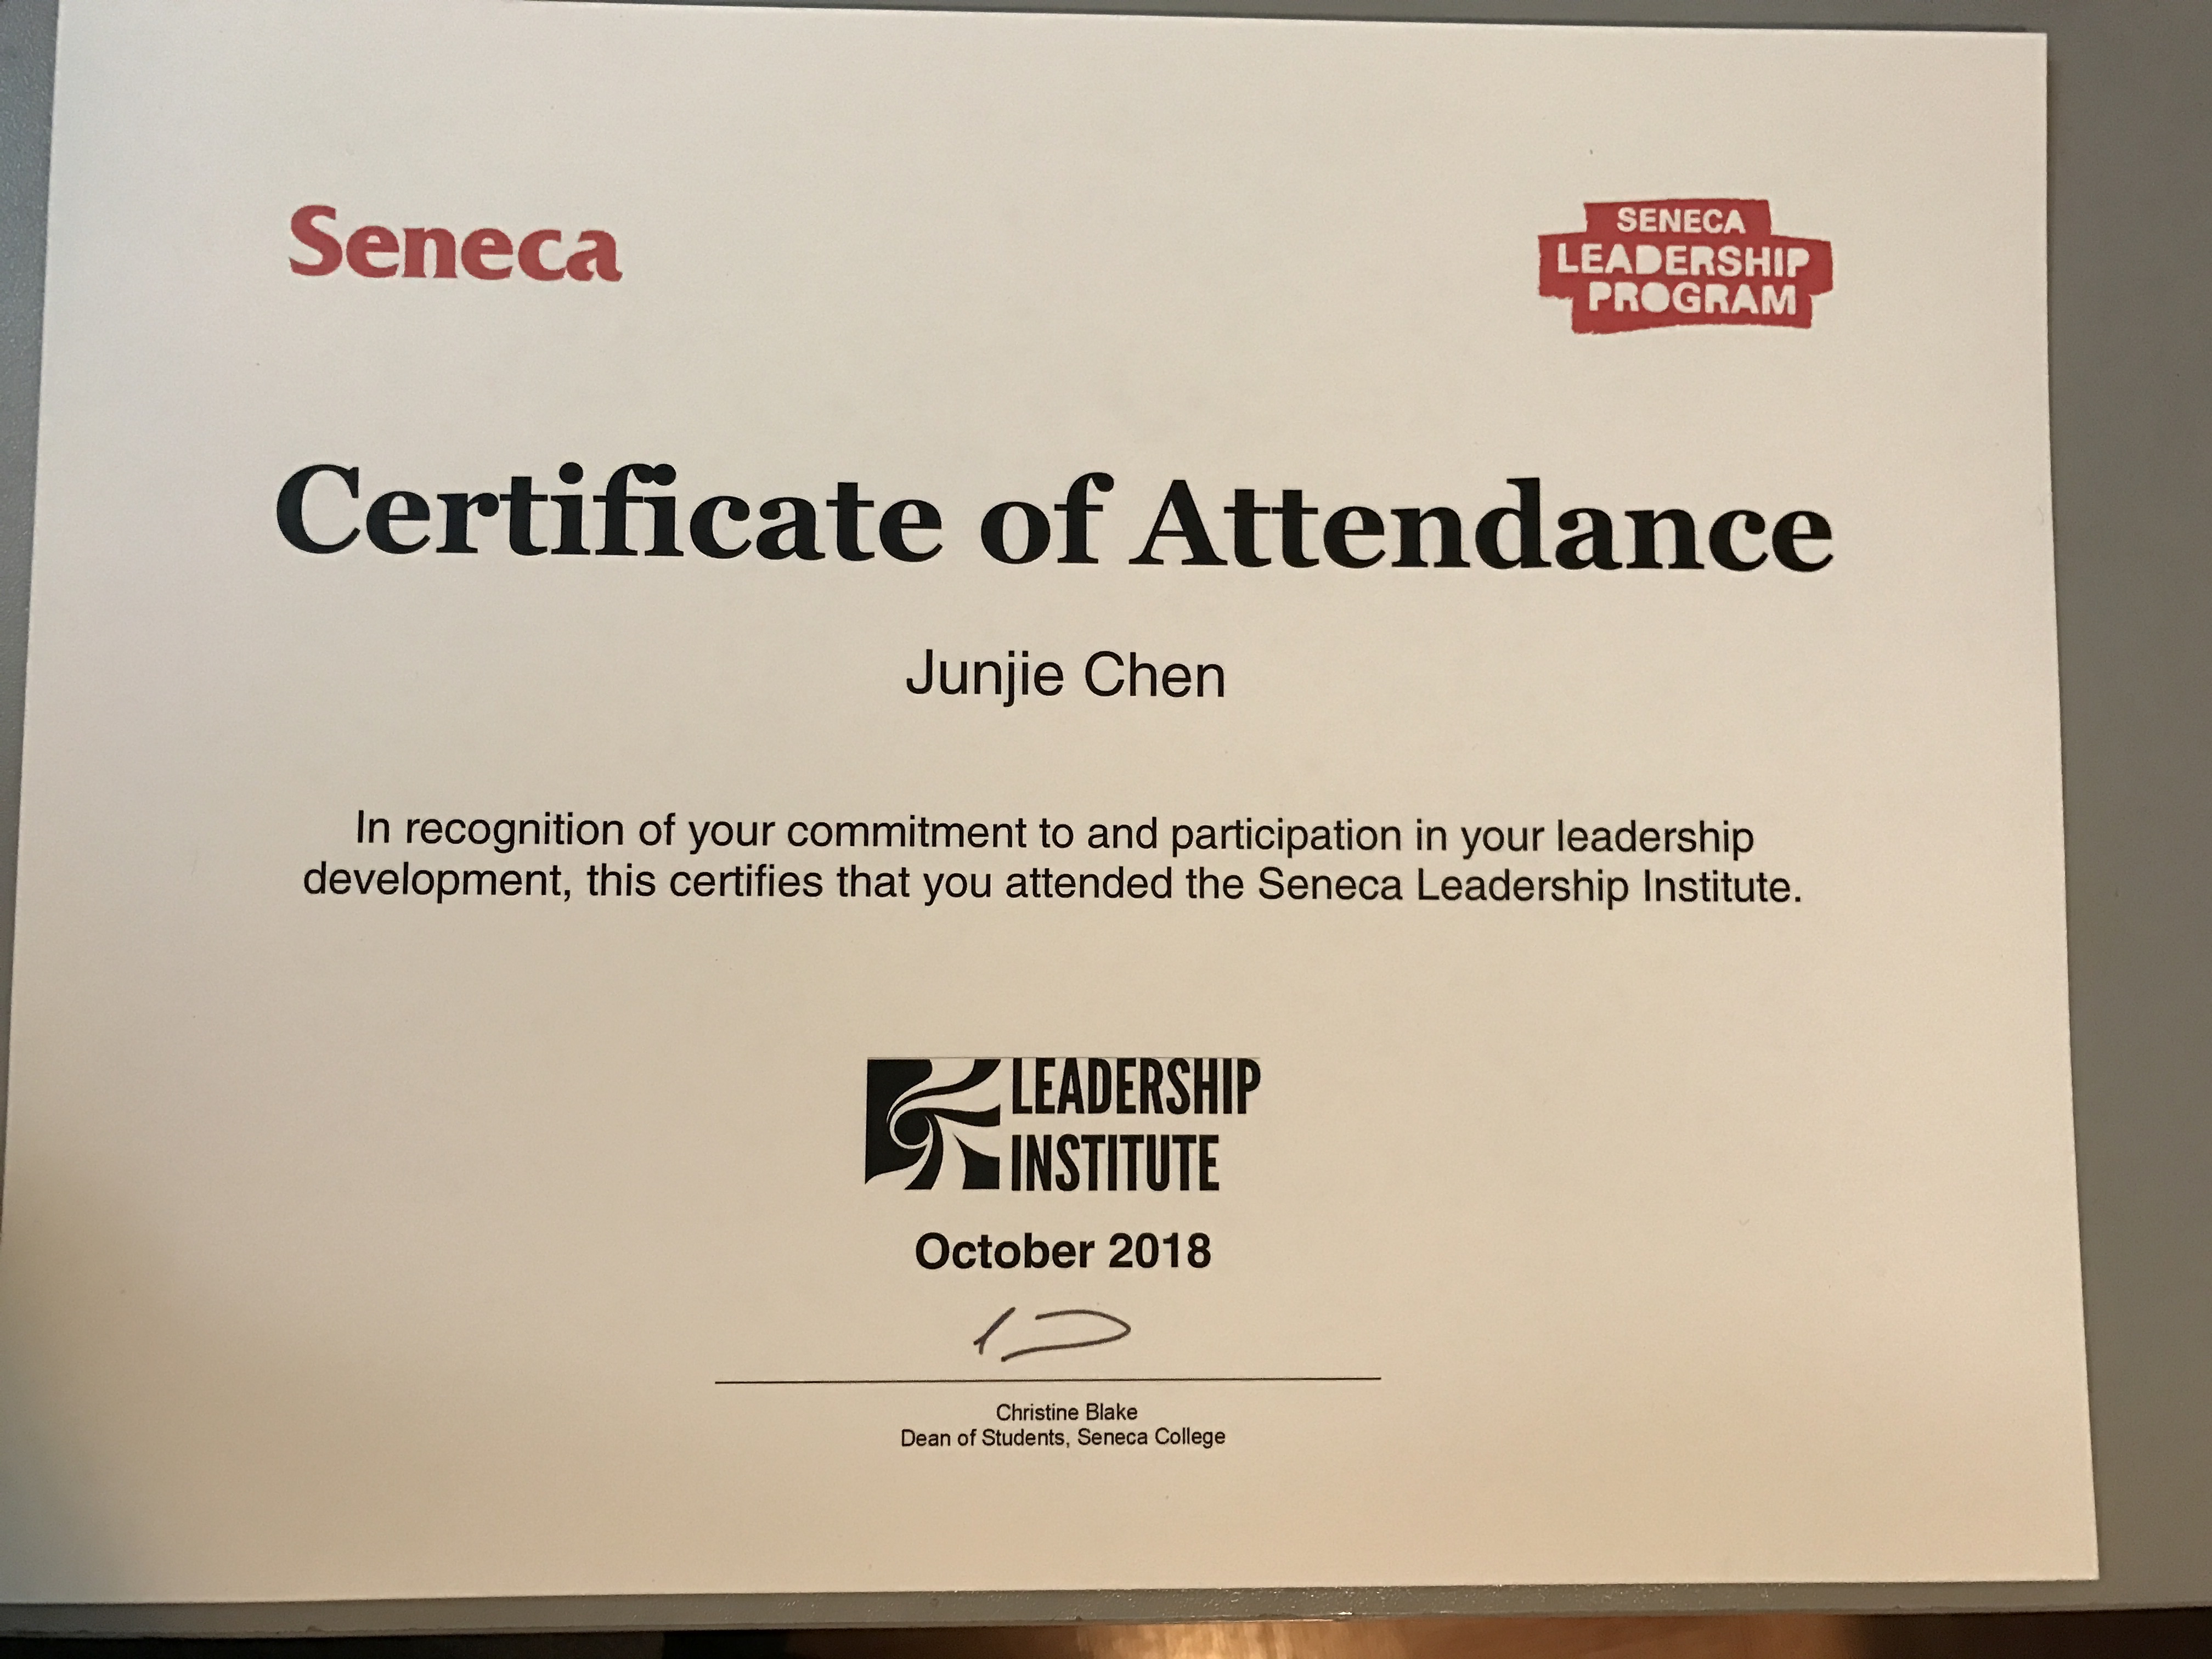 Seneca
SENECA
LEADERSHIP
PROGRAM
Certificate of Attendance
Junjie Chen
In recognition of your commitment to and participation in your leadership
development, this certifies that you attended the Seneca Leadership Institute.
LEADERSHIP
INSTITUTE
October 2018
Christine Blake
Dean of Students, Seneca College